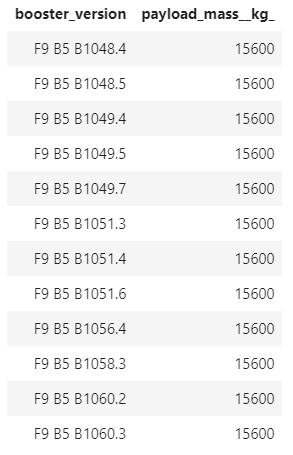 booster_version payload_mass__kg_
F9 B5 B1048.4 15600
F9 B5 B1048.5 15600
F9 B5 B1049.4 15600
F9 B5 B1049.5 15600
F9 B5 B1049.7 15600
F9 B5 B1051.3 15600
F9 B5 B1051.4 15600
F9 B5 B1051.6 15600
F9 B5 B1056.4 15600
F9 B5 B1058.3 15600
F9 B5 B1060.2 15600
F9 B5 B1060.3 15600